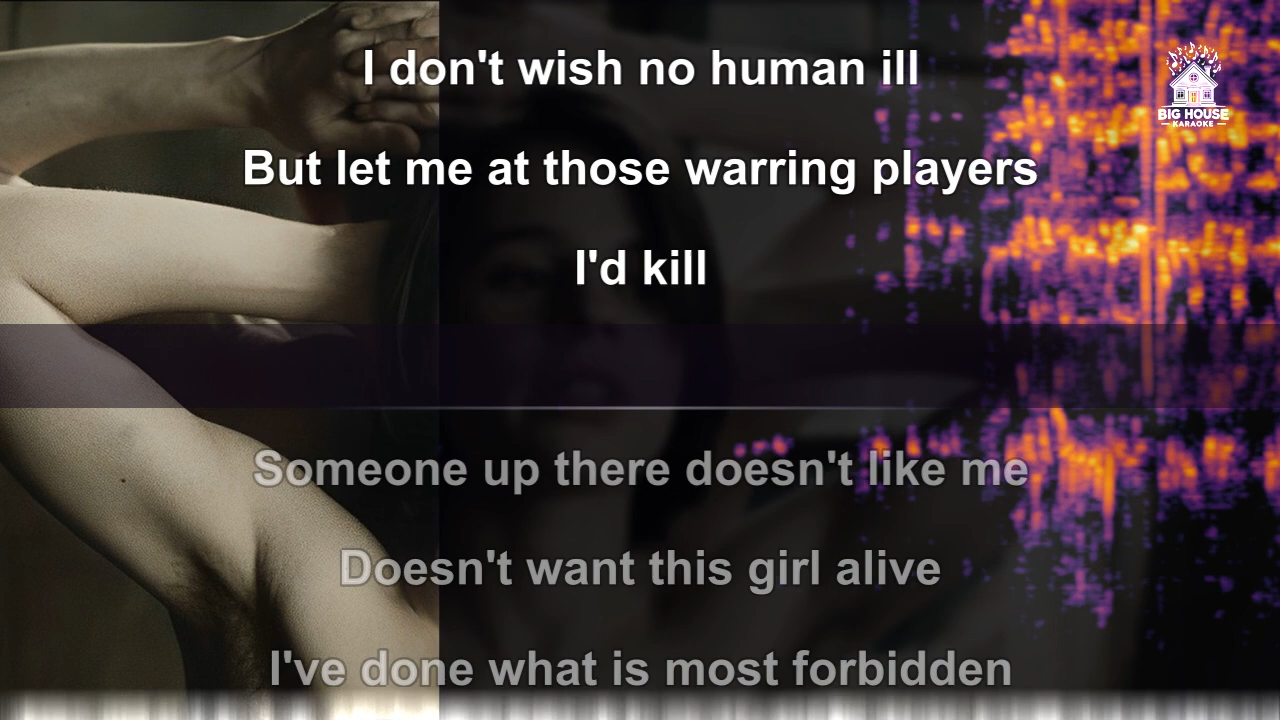 I don't wish no human ill
BIG HOUSE
KARAOKE
But let me at those warring players
I'd kill
Someone up there doesn't like me
Doesn't want this girl alive
I've done what is most forbidden